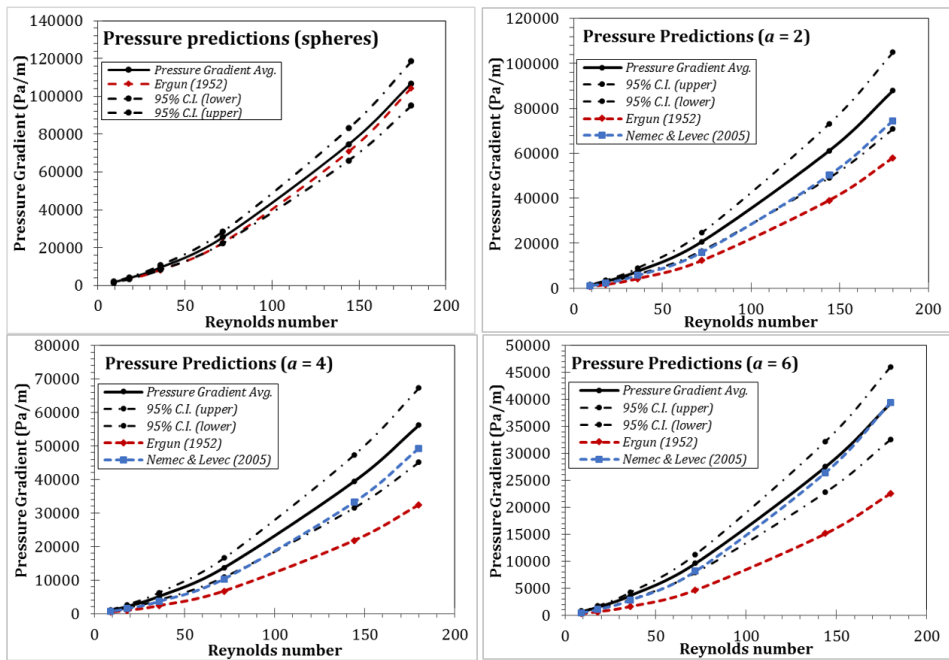 Pressure predictions (spheres)
Pressure Gradient Avg.
Ergun (1952)
95% C.I. (lower)
95% C.I. (upper)
Pressure Gradient (Pa/m)
140000
120000
100000
80000
60000
40000
20000
0
0 50 100 150 200
Reynolds number
Pressure Predictions (a = 2)
Pressure Gradient Avg.
95% C.I. (upper)
95% C.I. (lower)
Ergun (1952)
Nemec & Levec (2005)
Pressure Gradient (Pa/m)
120000
100000
80000
60000
40000
20000
0
0 50 100 150 200
Reynolds number
Pressure Predictions (a = 4)
Pressure Gradient Avg.
95% C.I. (upper)
95% C.I. (lower)
Ergun (1952)
Nemec & Levec (2005)
Pressure Gradient (Pa/m)
80000
70000
60000
50000
40000
30000
20000
10000
0
0 50 100 150 200
Reynolds number
Pressure Predictions (a = 6)
Pressure Gradient Avg.
95% C.I. (upper)
95% C.I. (lower)
Ergun (1952)
Nemec & Levec (2005)
Pressure Gradient (Pa/m)
50000
45000
40000
35000
30000
25000
20000
15000
10000
5000
0
0 50 100 150 200
Reynolds number